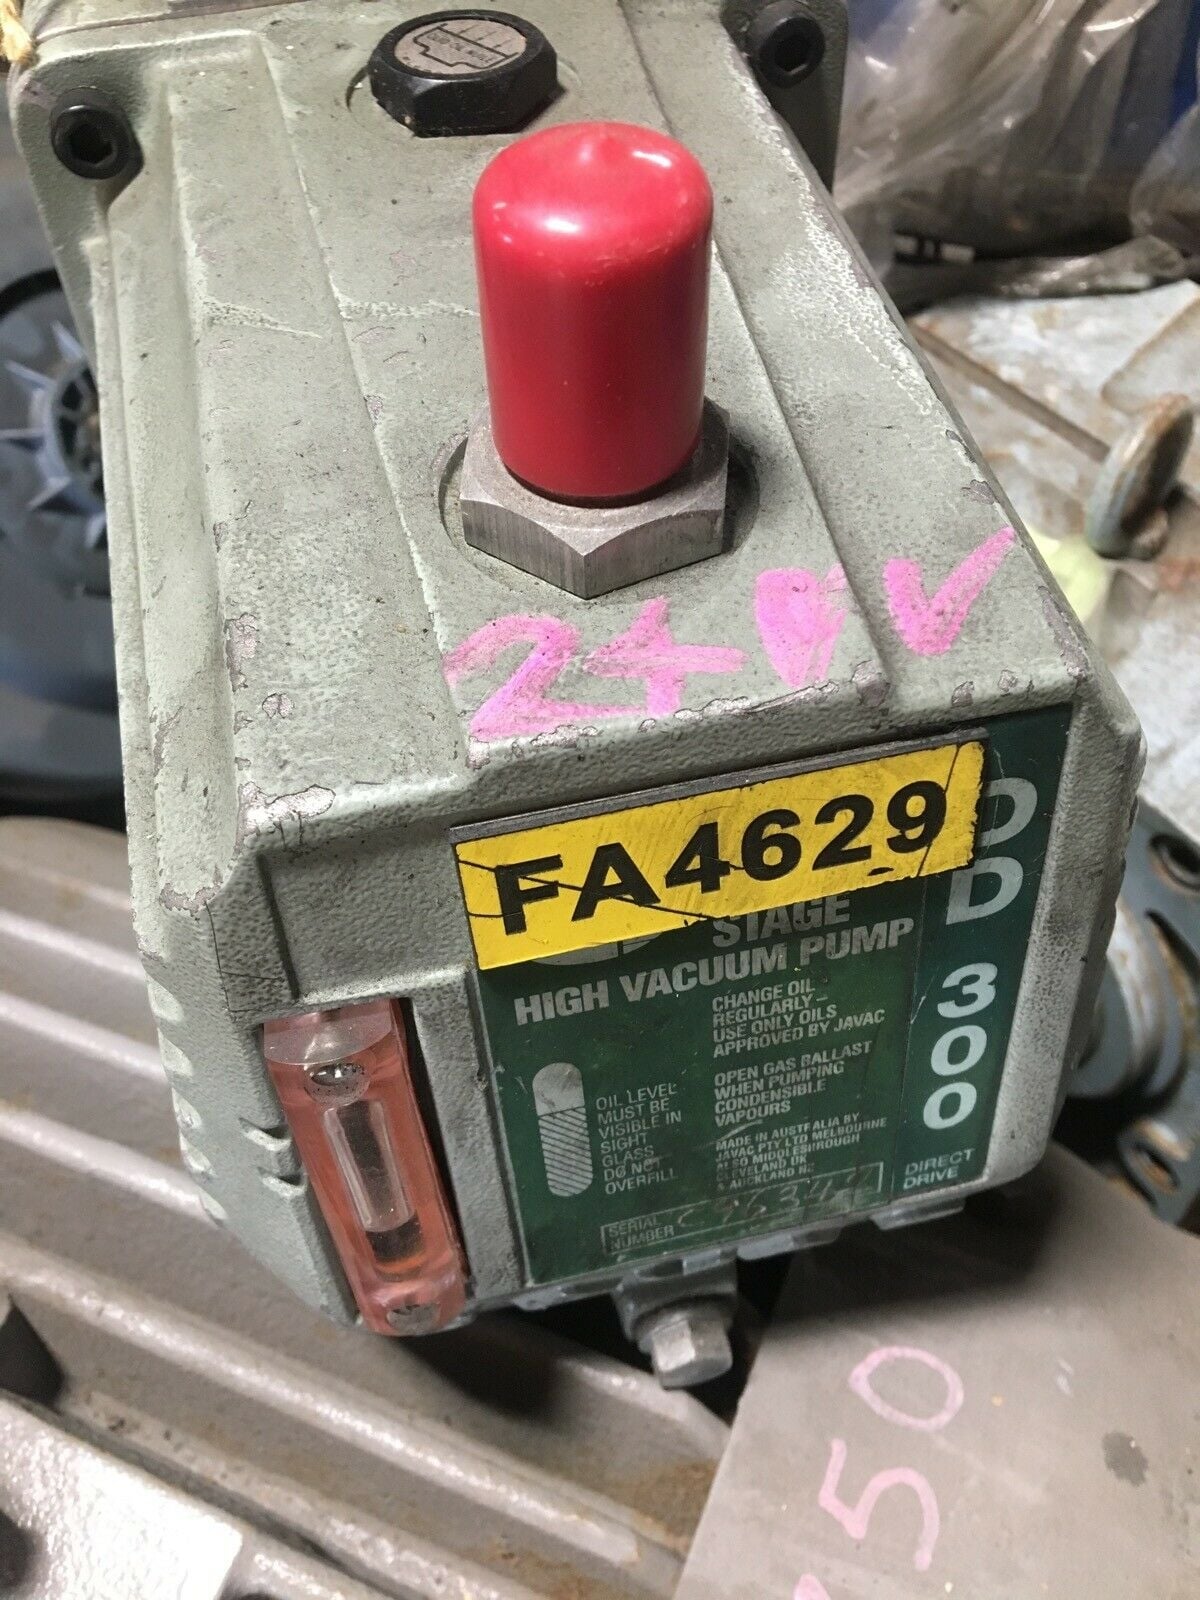 240V
FA4629
STAGE
HIGH VACUUM PUMP
CHANGE OIL
REGULARLY –
USE ONLY OILS
APPROVED BY JAVAC
OPEN GAS BALLAST
WHEN PUMPING
CONDENSIBLE
VAPOURS
OIL LEVEL
MUST BE
VISIBLE IN
SIGHT
GLASS
DO NOT
OVERFILL
MADE IN AUSTRALIA BY
JAVAC PTY LTD MELBOURNE
ALSO MIDDLESBROUGH
CLEVELAND UK
& AUCKLAND NZ
SERIAL
NUMBER
DD
300
DIRECT
DRIVE
50